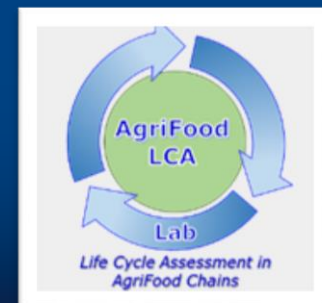 AgriFood
LCA
Lab
Life Cycle Assessment in
AgriFood Chains